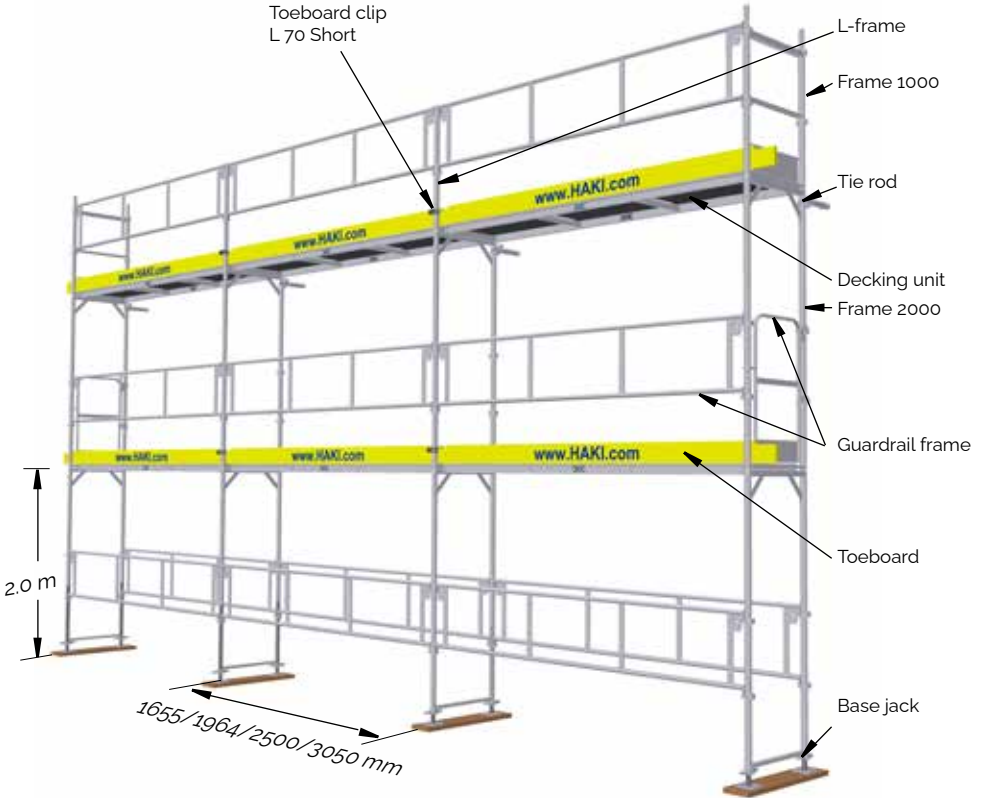 Toeboard clip
L 70 Short
L-frame
Frame 1000
Tie rod
www.HAKI.com
www.HAKI.com
www.HAKI.com
Decking unit
Frame 2000
Guardrail frame
www.HAKI.com
www.HAKI.com
www.HAKI.com
Toeboard
2.0 m
1655/1964/2500/3050 mm
Base jack